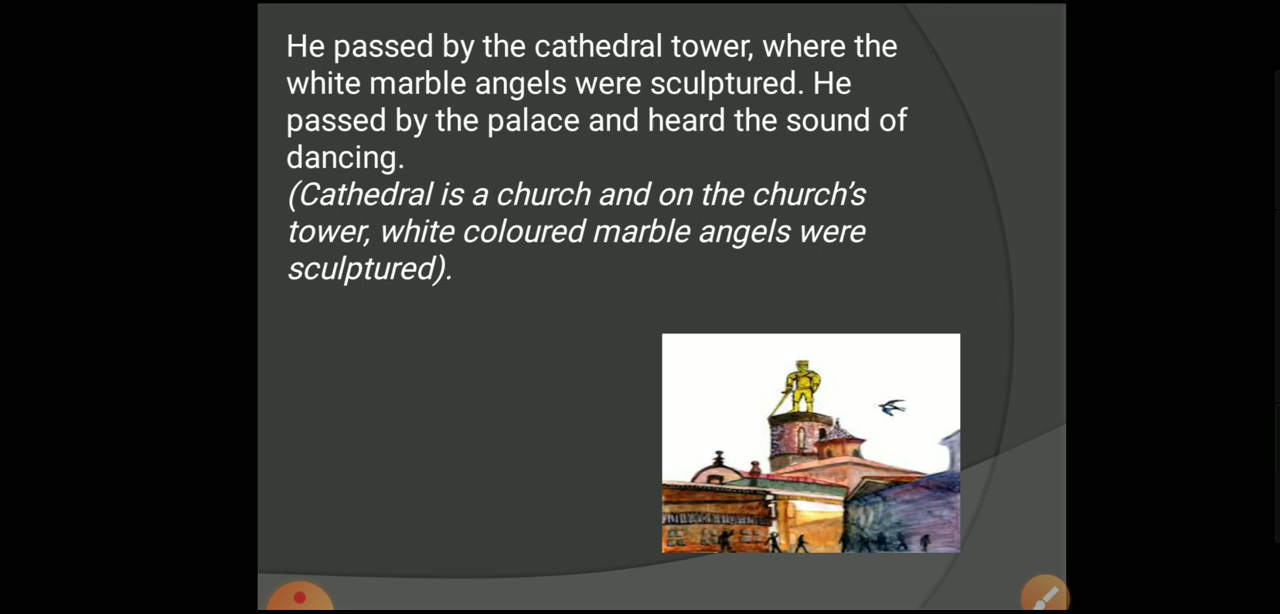 He passed by the cathedral tower, where the
white marble angels were sculptured. He
passed by the palace and heard the sound of
dancing.
(Cathedral is a church and on the church’s
tower, white coloured marble angels were
sculptured).